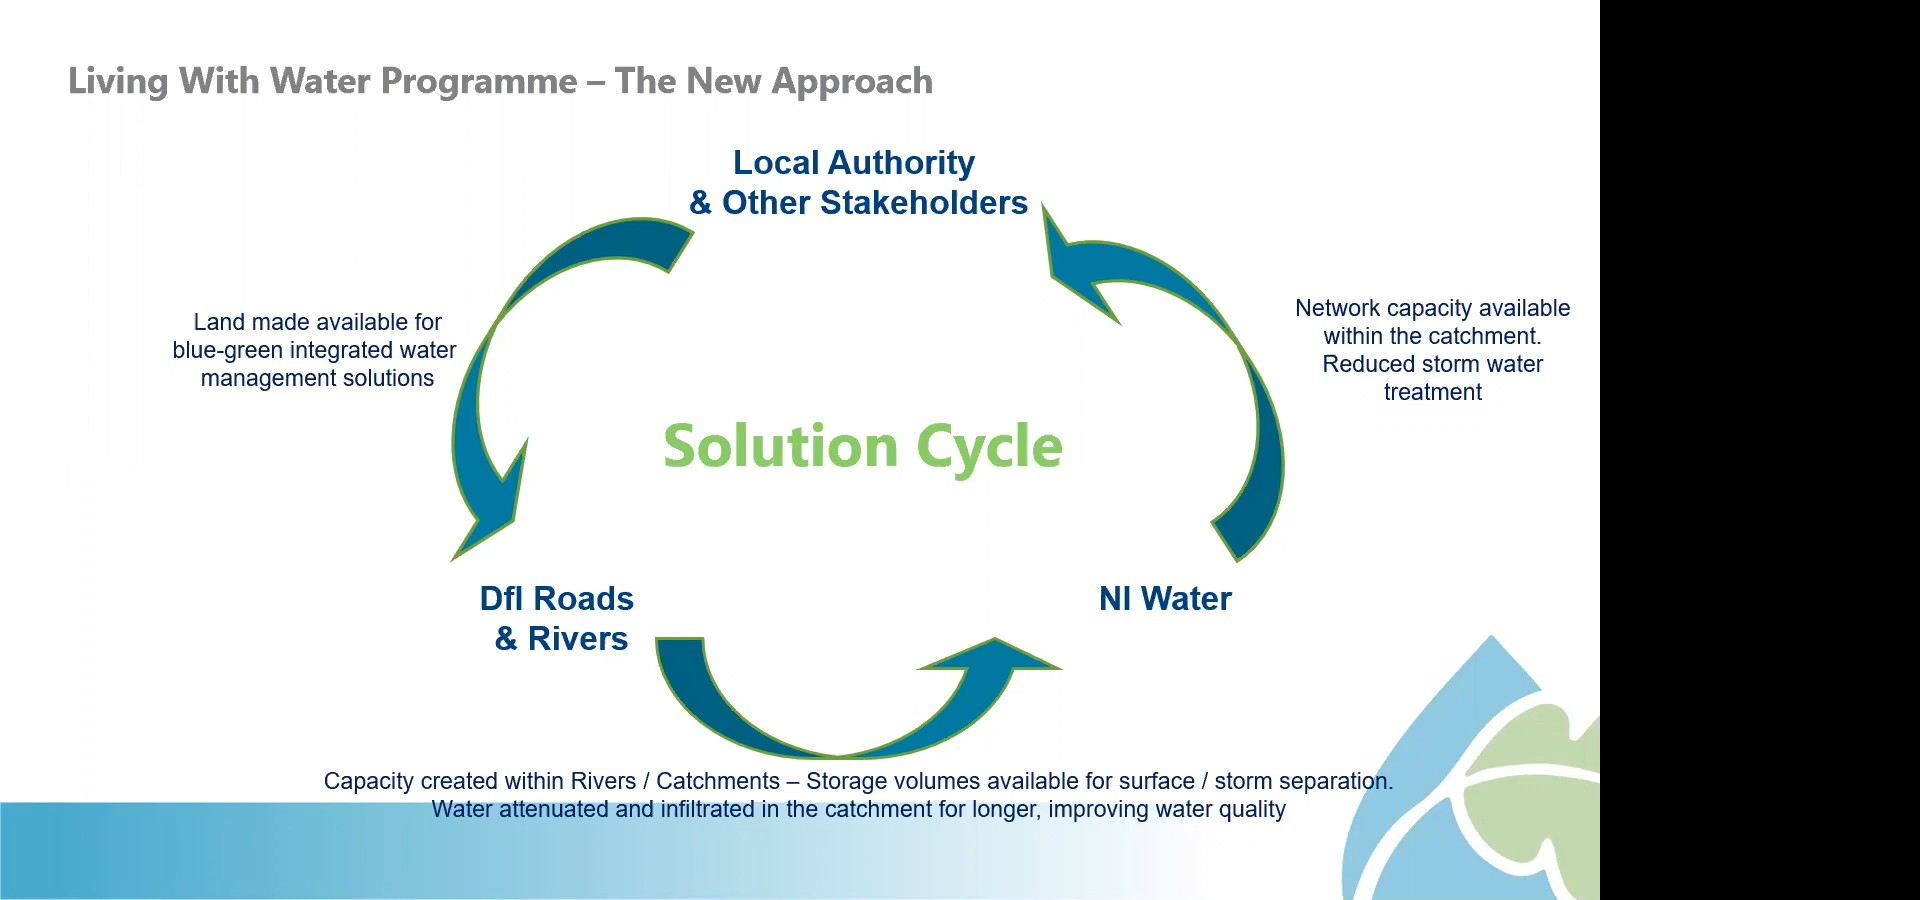 Living With Water Programme – The New Approach
Local Authority
& Other Stakeholders
Land made available for
blue-green integrated water
management solutions
Network capacity available
within the catchment.
Reduced storm water
treatment
Solution Cycle
DfI Roads
& Rivers
NI Water
Capacity created within Rivers / Catchments – Storage volumes available for surface / storm separation.
Water attenuated and infiltrated in the catchment for longer, improving water quality